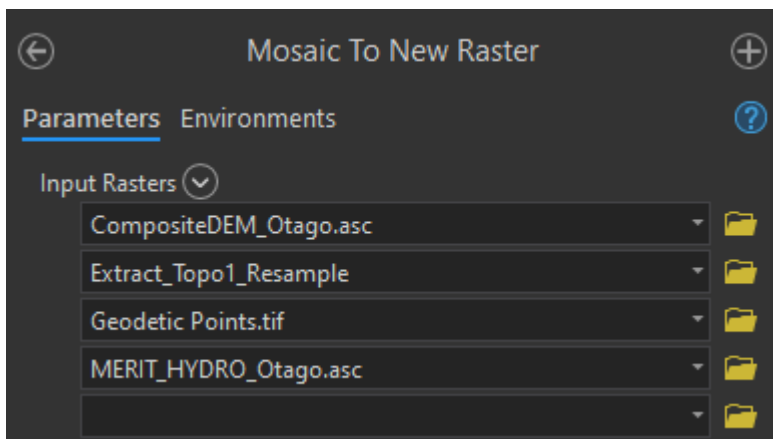 Mosaic To New Raster
Parameters Environments
?
Input Rasters
CompositeDEM_Otago.asc
Extract_Topo1_Resample
Geodetic Points.tif
MERIT_HYDRO_Otago.asc